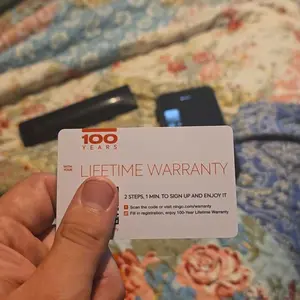 100
YEARS
LIFETIME WARRANTY
2 STEPS, 1 MIN. TO SIGN UP AND ENJOY IT
Scan the code or visit
Fill in registration, enjoy 100-Year Lifetime Warranty